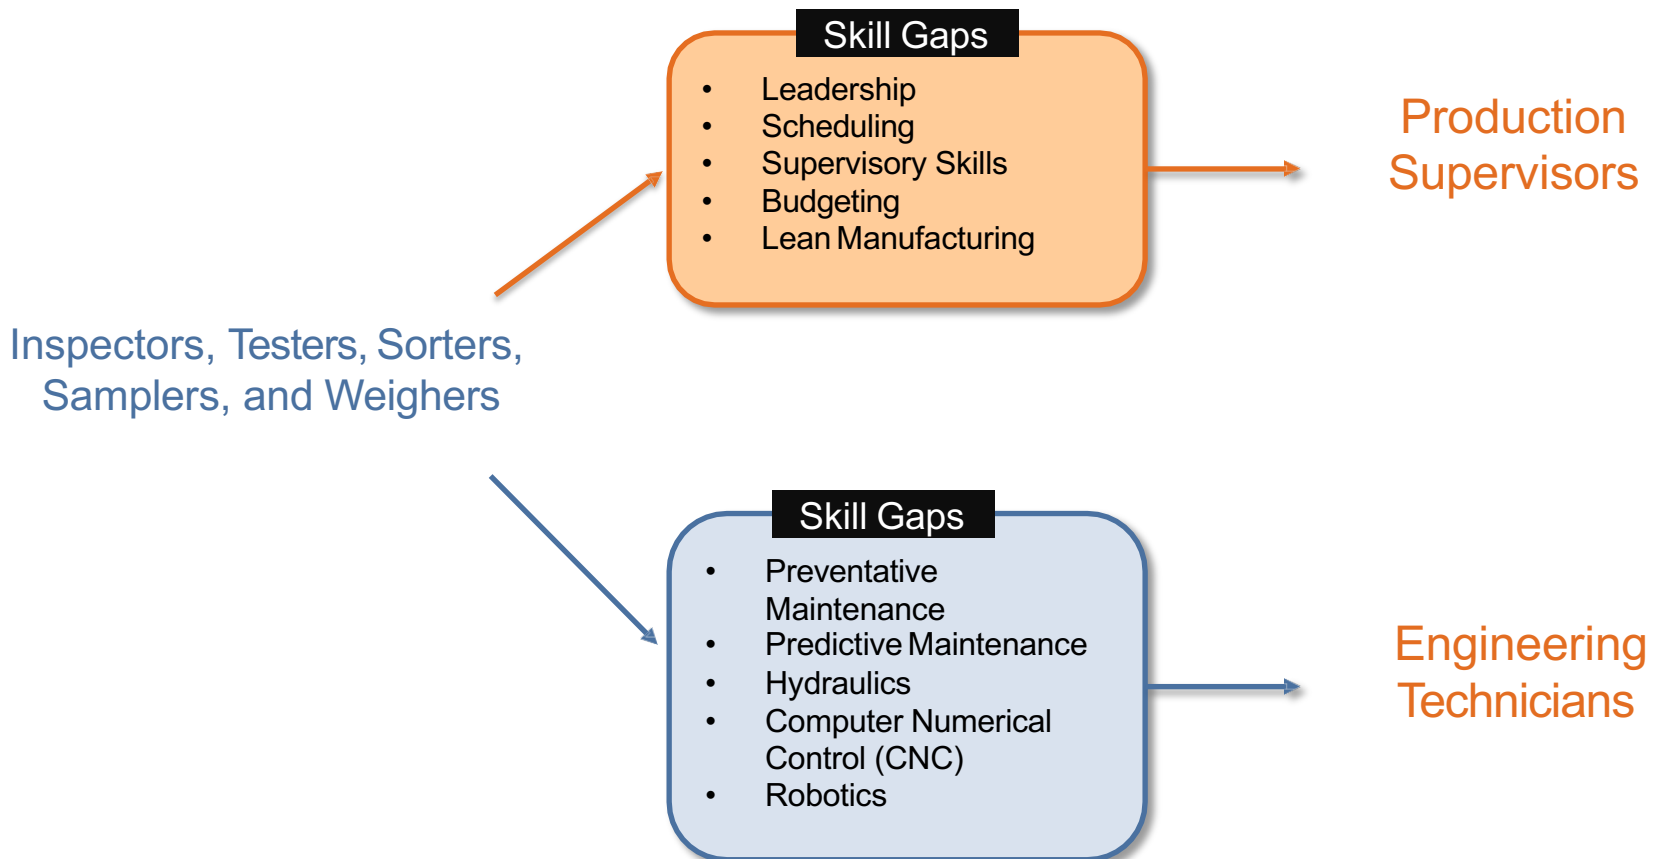 Inspectors, Testers, Sorters,
Samplers, and Weighers
Skill Gaps
• Leadership
• Scheduling
• Supervisory Skills
• Budgeting
• Lean Manufacturing
Production
Supervisors
Skill Gaps
• Preventative
Maintenance
• Predictive Maintenance
• Hydraulics
• Computer Numerical
Control (CNC)
• Robotics
Engineering
Technicians